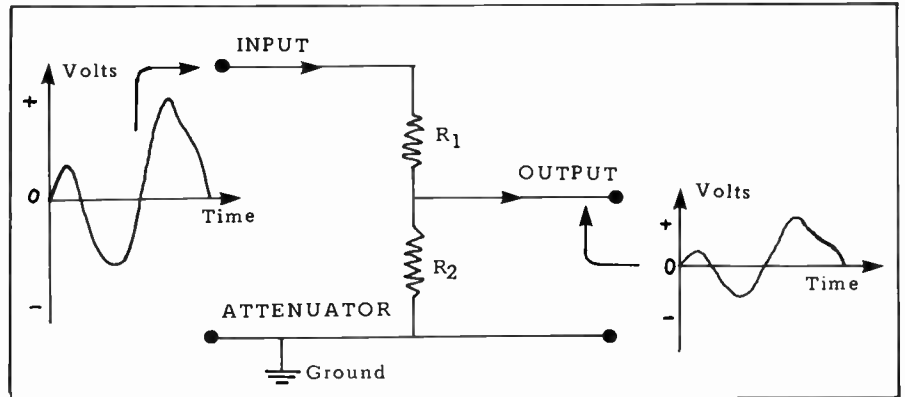 INPUT
Volts
+
0
Time
-
R1
OUTPUT
R2
ATTENUATOR
Ground
Volts
+
0
Time
-